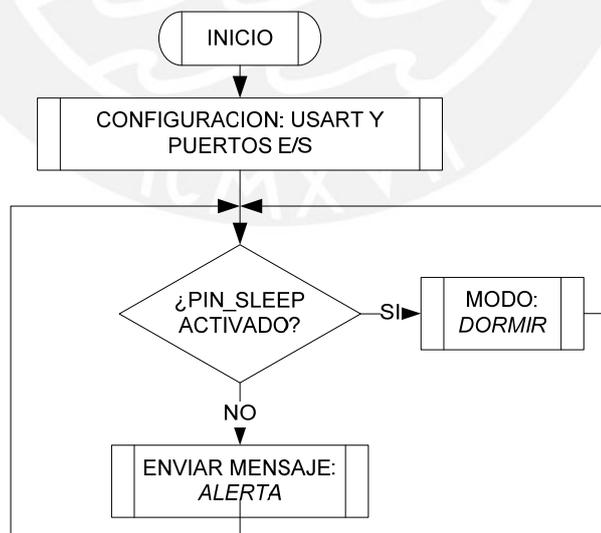 INICIO
CONFIGURACION: USART Y
PUERTOS E/S
¿PIN_SLEEP
ACTIVADO?
SI
MODO:
DORMIR
NO
ENVIAR MENSAJE:
ALERTA